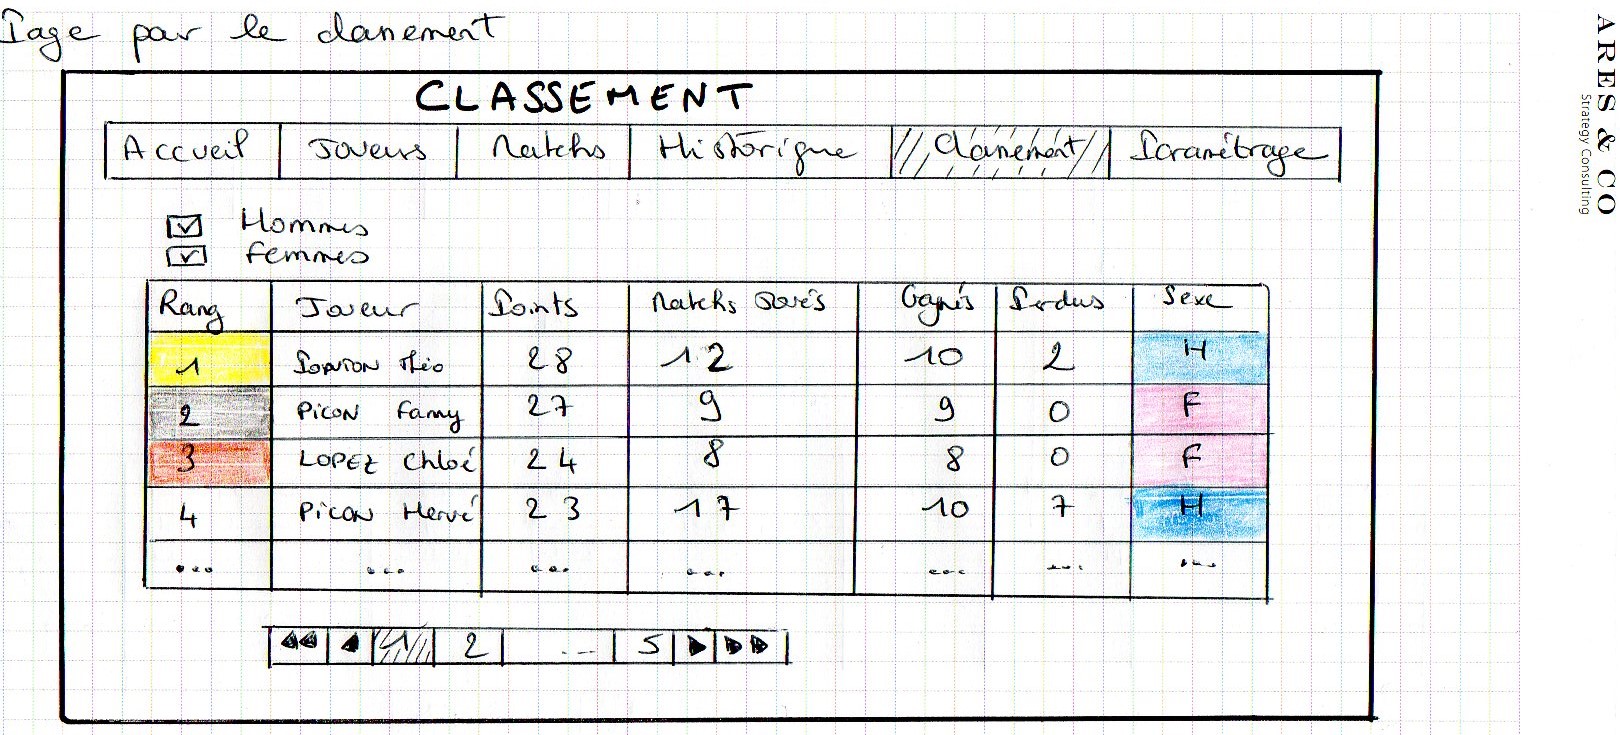 Page pour le classement
CLASSEMENT
Accueil Joueurs Matchs Historique Classement Paramétrage
Hommes
Femmes
Rang Joueur Points Matchs Joués Gagnés Perdus Sexe
1 Théo 28 12 10 2 H
2 PICON Fanny 27 9 9 0 F
3 LOPEZ Chloé 24 8 8 0 F
4 PICON Hervé 23 17 10 7 H
... ... ... ... ... ... ...
1 2 ... 5
ARES & CO
Strategy Consulting